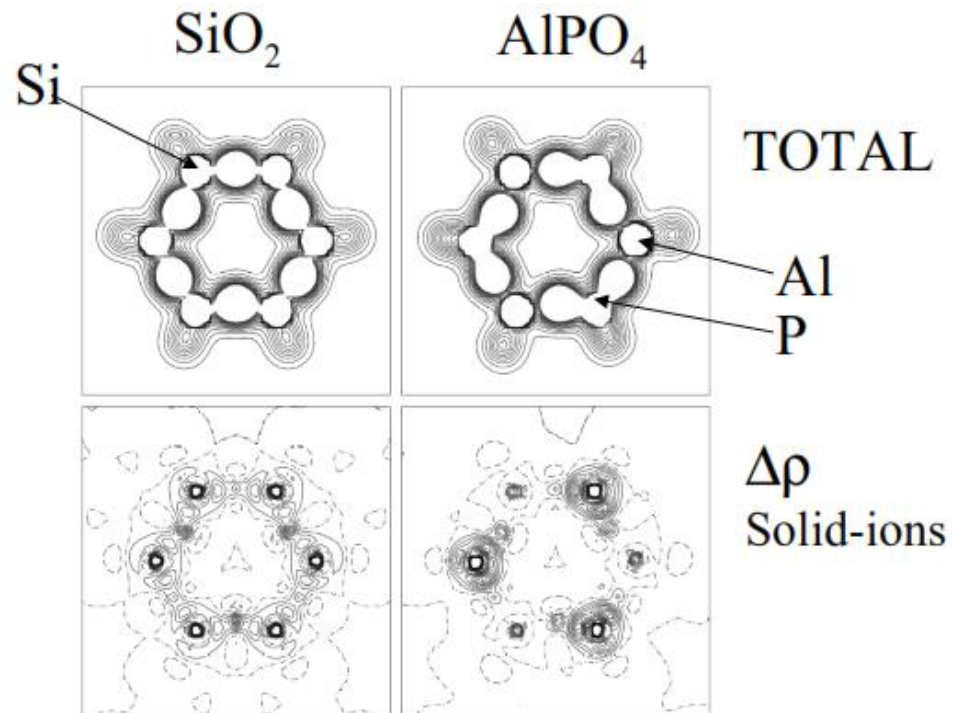 SiO₂ AlPO₄
Si
TOTAL
Al
P
Δρ
Solid-ions